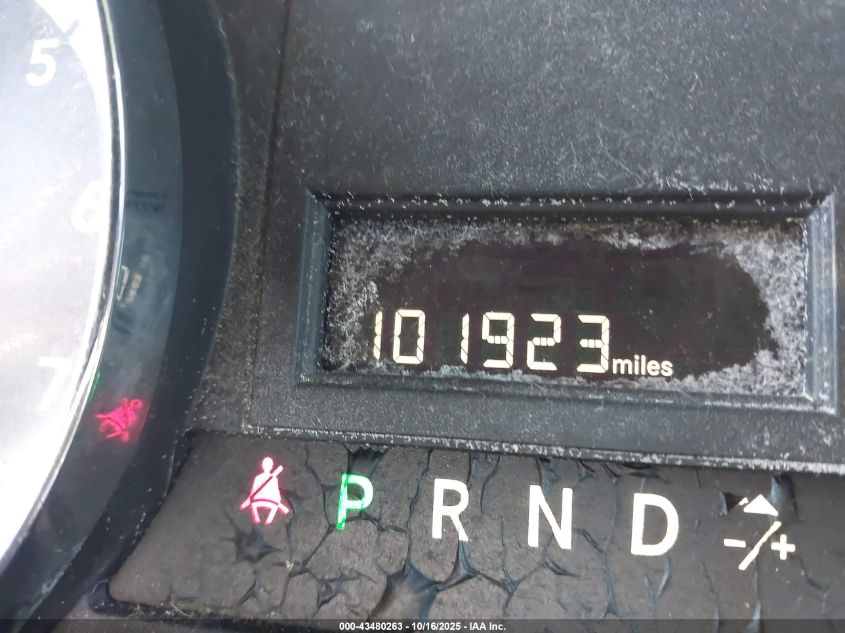 5
6
7
101923 miles
P R N D -/+
000-43480263 - 10/16/2025 - IAA Inc.